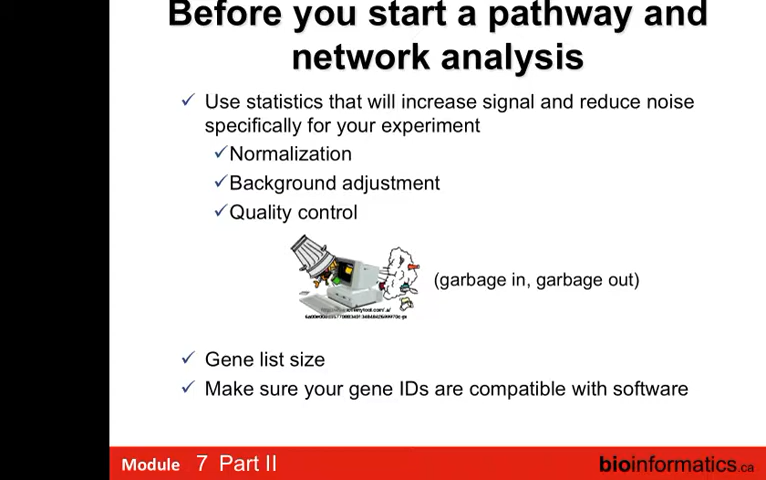 Before you start a pathway and
network analysis
✓ Use statistics that will increase signal and reduce noise
specifically for your experiment
✓Normalization
✓Background adjustment
✓Quality control
(garbage in, garbage out)
✓ Gene list size
✓ Make sure your gene IDs are compatible with software
Module 7 Part II
bioinformatics.ca